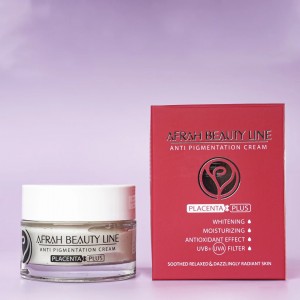 AFRAH BEAUTY LINE
ANTI PIGMENTATION CREAM
PLACENTA PLUS
AFRAH BEAUTY LINE
ANTI PIGMENTATION CREAM
PLACENTA PLUS
WHITENING
MOISTURIZING
ANTIOXIDANT EFFECT
UVB+ UVA FILTER
SOOTHED RELAXED & DAZZLINGLY RADIANT SKIN